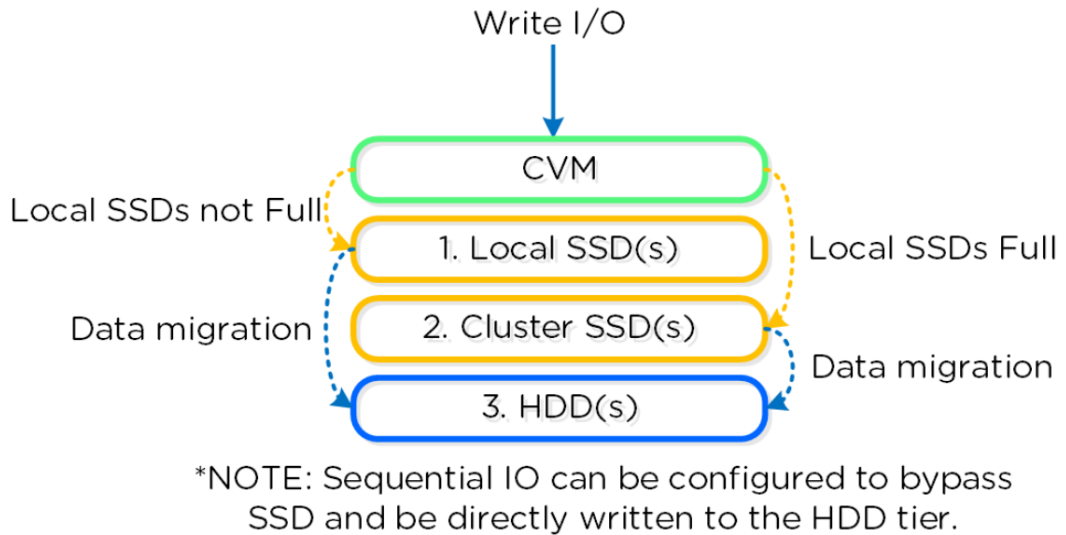 Write I/O
CVM
Local SSDs not Full
1. Local SSD(s)
Local SSDs Full
Data migration
2. Cluster SSD(s)
Data migration
3. HDD(s)
*NOTE: Sequential IO can be configured to bypass
SSD and be directly written to the HDD tier.